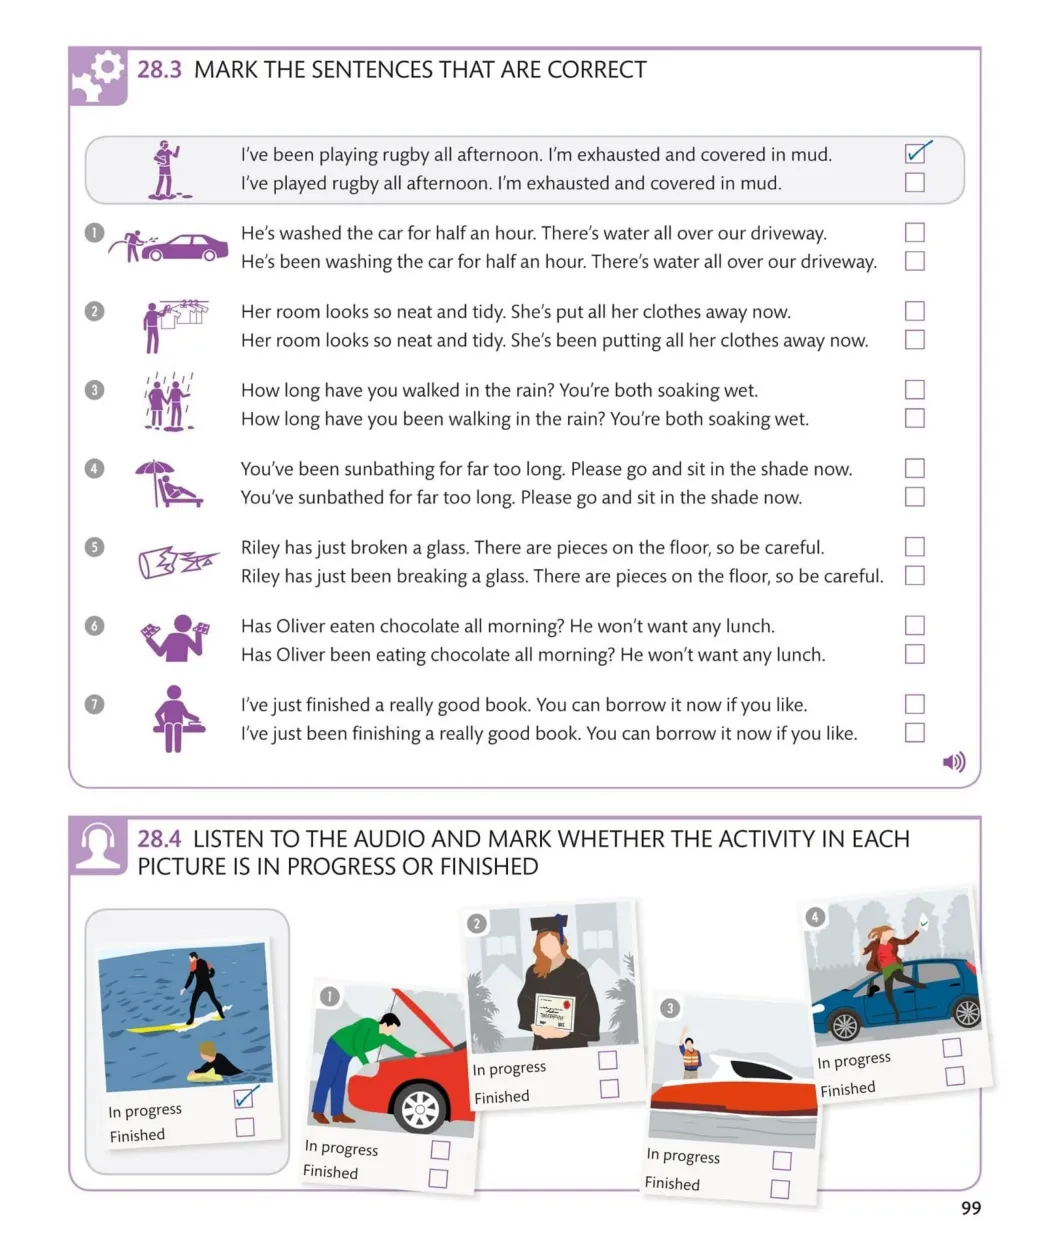 28.3 MARK THE SENTENCES THAT ARE CORRECT
I've been playing rugby all afternoon. I'm exhausted and covered in mud.
I've played rugby all afternoon. I'm exhausted and covered in mud.
1
He's washed the car for half an hour. There's water all over our driveway.
He's been washing the car for half an hour. There's water all over our driveway.
2
Her room looks so neat and tidy. She's put all her clothes away now.
Her room looks so neat and tidy. She's been putting all her clothes away now.
3
How long have you walked in the rain? You're both soaking wet.
How long have you been walking in the rain? You're both soaking wet.
4
You've been sunbathing for far too long. Please go and sit in the shade now.
You've sunbathed for far too long. Please go and sit in the shade now.
5
Riley has just broken a glass. There are pieces on the floor, so be careful.
Riley has just been breaking a glass. There are pieces on the floor, so be careful.
6
Has Oliver eaten chocolate all morning? He won't want any lunch.
Has Oliver been eating chocolate all morning? He won't want any lunch.
7
I've just finished a really good book. You can borrow it now if you like.
I've just been finishing a really good book. You can borrow it now if you like.
28.4 LISTEN TO THE AUDIO AND MARK WHETHER THE ACTIVITY IN EACH
PICTURE IS IN PROGRESS OR FINISHED
In progress
Finished
1
In progress
Finished
2
In progress
Finished
3
In progress
Finished
4
In progress
Finished
99